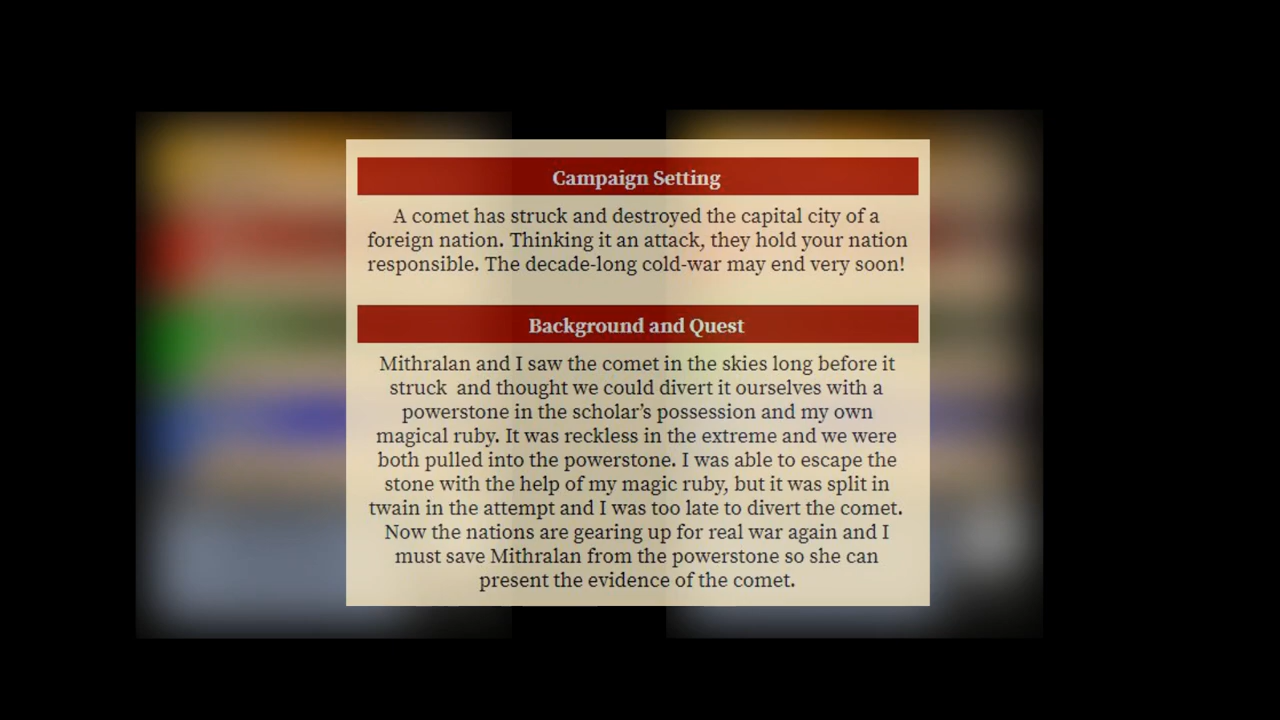 Campaign Setting
A comet has struck and destroyed the capital city of a
foreign nation. Thinking it an attack, they hold your nation
responsible. The decade-long cold-war may end very soon!
Background and Quest
Mithralan and I saw the comet in the skies long before it
struck  and thought we could divert it ourselves with a
powerstone in the scholar’s possession and my own
magical ruby. It was reckless in the extreme and we were
both pulled into the powerstone. I was able to escape the
stone with the help of my magic ruby, but it was split in
twain in the attempt and I was too late to divert the comet.
Now the nations are gearing up for real war again and I
must save Mithralan from the powerstone so she can
present the evidence of the comet.